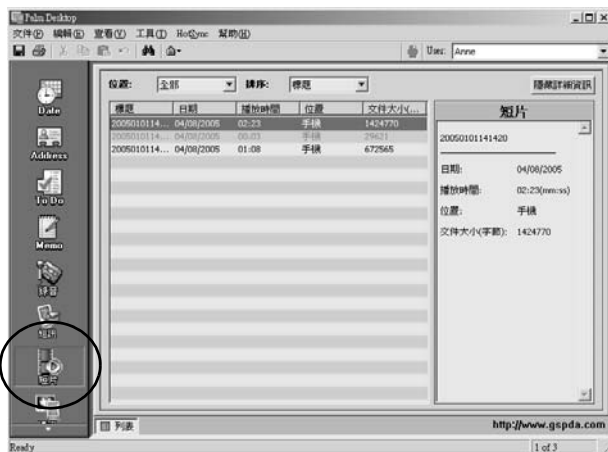 Palm Desktop
文件(F) 編輯(E) 查看(V) 工具(T) HotSync 幫助(H)
User: Anne
Date
Address
To Do
Memo
錄音
短片
位置: 全部 排序: 標題 隱藏詳細資訊
標題 日期 播放時間 位置 文件大小(...
2005010114... 04/08/2005 02:23 手機 1424770
2005010114... 04/08/2005 00:03 手機 29621
2005010114... 04/08/2005 01:08 手機 672565
短片
20050101141420
日期: 04/08/2005
播放時間: 02:23(mm:ss)
位置: 手機
文件大小(字節): 1424770
列表
http://www.gspda.com
Ready 1 of 3